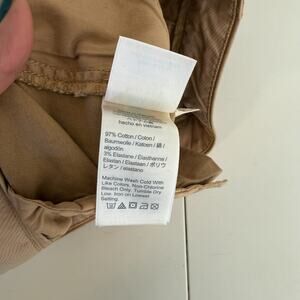 hecho en vietnam
97% Cotton / Coton /
Baumwolle / Katoen / 綿 /
algodón
3% Elastane / Élasthanne /
Elastan / Elastaan / ポリウ
レタン / elastano
Machine Wash Cold With
Like Colors. Non-Chlorine
Bleach Only. Tumble Dry
Low. Iron on Lowest
Setting.